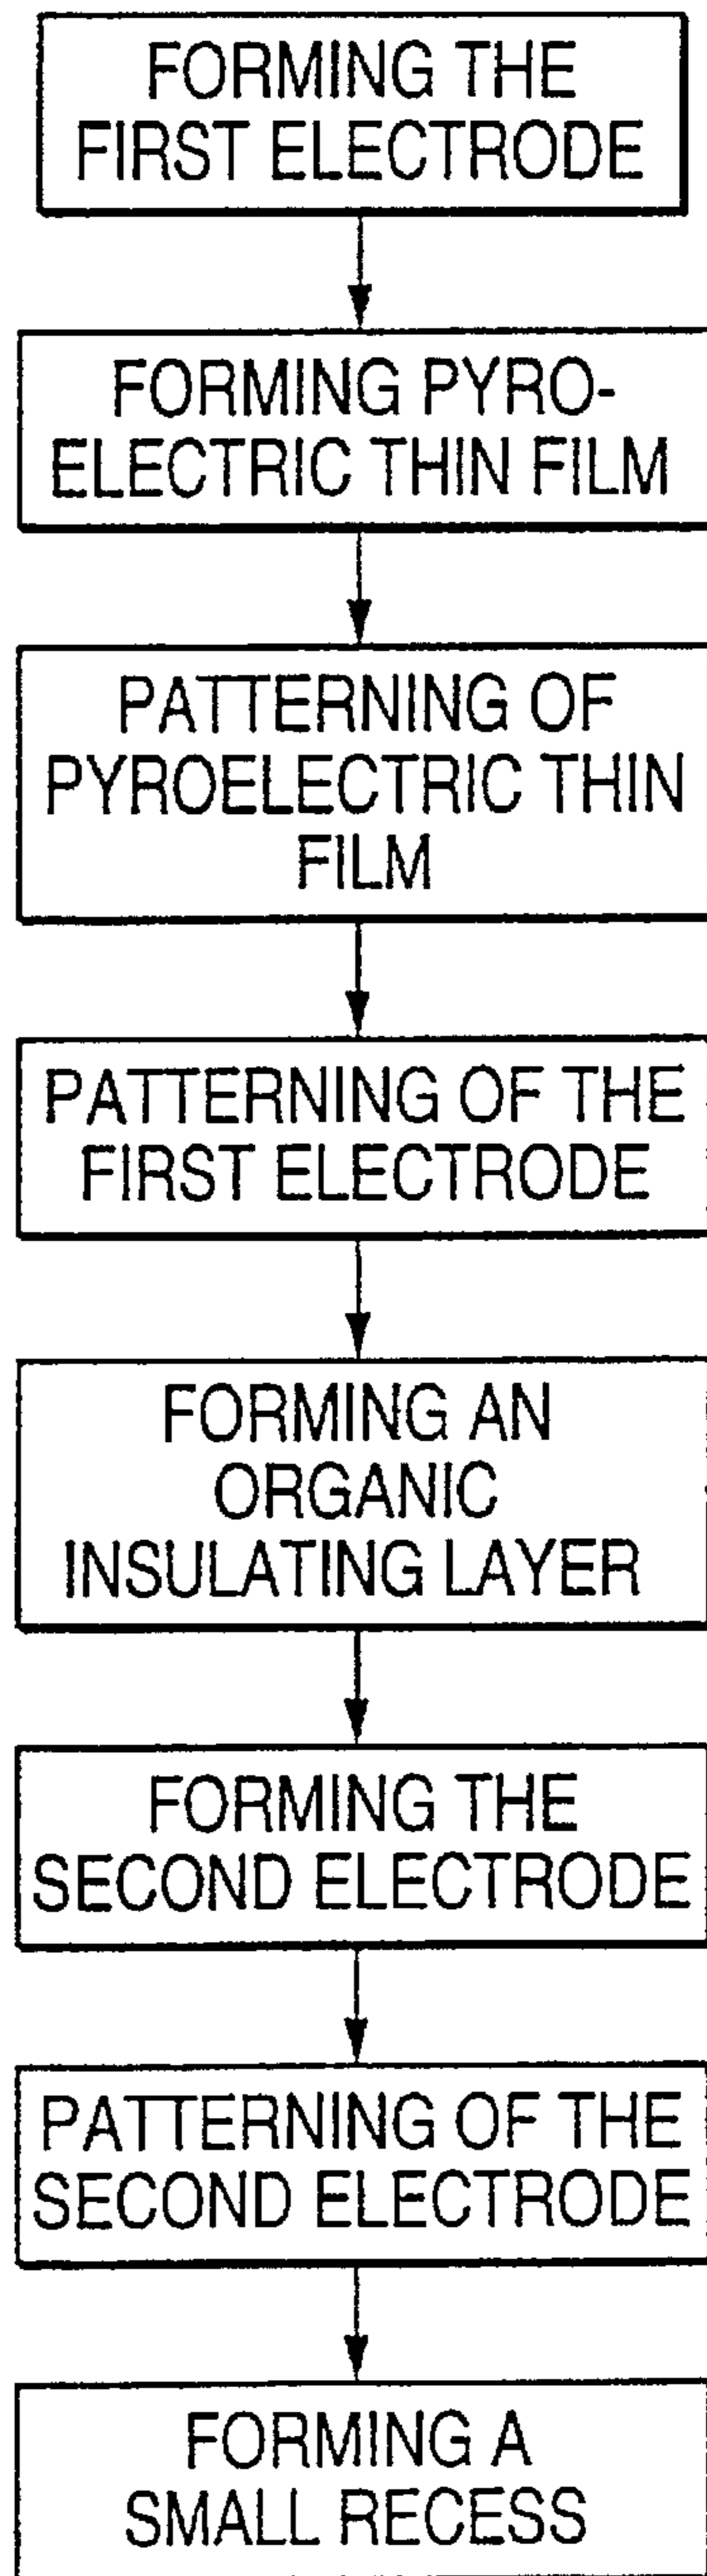 FORMING THE
FIRST ELECTRODE
FORMING PYRO-
ELECTRIC THIN FILM
PATTERNING OF
PYROELECTRIC THIN
FILM
PATTERNING OF THE
FIRST ELECTRODE
FORMING AN
ORGANIC
INSULATING LAYER
FORMING THE
SECOND ELECTRODE
PATTERNING OF THE
SECOND ELECTRODE
FORMING A
SMALL RECESS